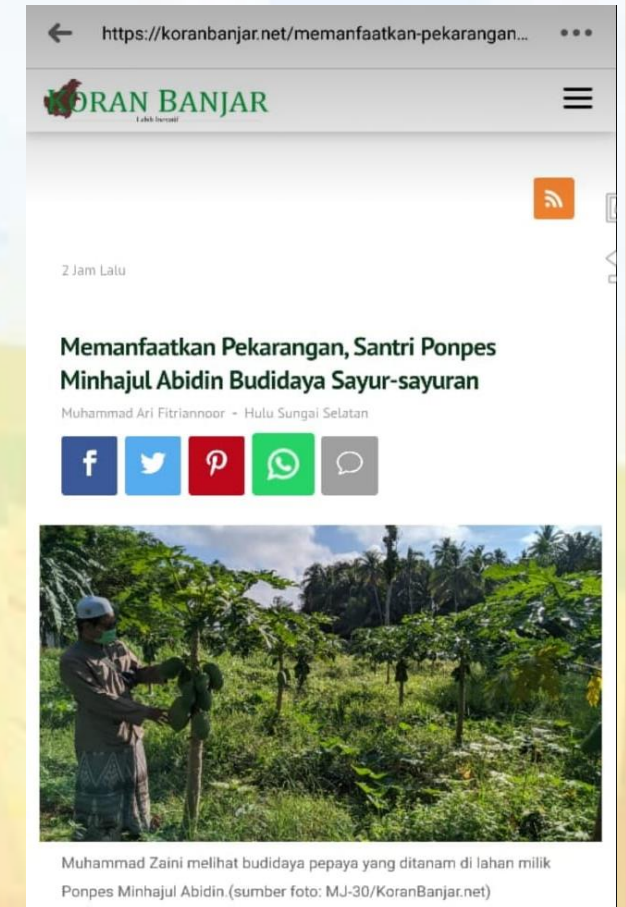 https://koranbanjar.net/memanfaatkan-pekarangan...
KORAN BANJAR
2 Jam Lalu
Memanfaatkan Pekarangan, Santri Ponpes
Minhajul Abidin Budidaya Sayur-sayuran
Muhammad Ari Fitriannoor - Hulu Sungai Selatan
Muhammad Zaini melihat budidaya pepaya yang ditanam di lahan milik
Ponpes Minhajul Abidin.(sumber foto: MJ-30/KoranBanjar.net)